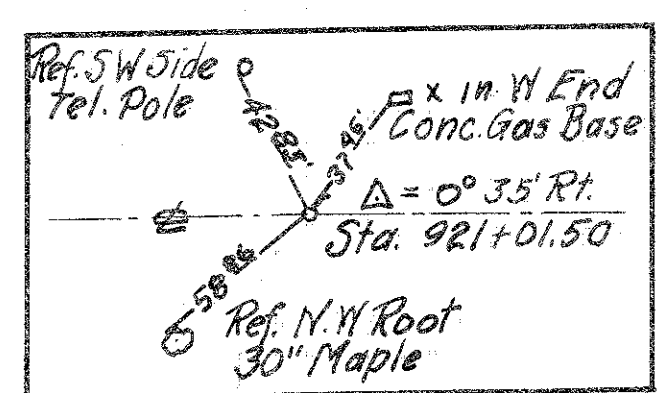 Ref. SW Side
Tel. Pole
42.83'
37.46'
x in W End
Conc. Gas Base
Δ = 0° 35' Rt.
℄
Sta. 921+01.50
58.86
Ref. N.W Root
30" Maple